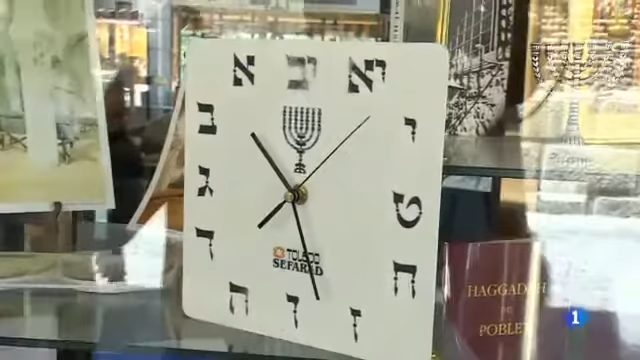 יא יב א
י
ב
ג
ט
ד
ח
ה
ו
ז
TOLEDO
SEFARAD
HAGGADAH
POBLET
1